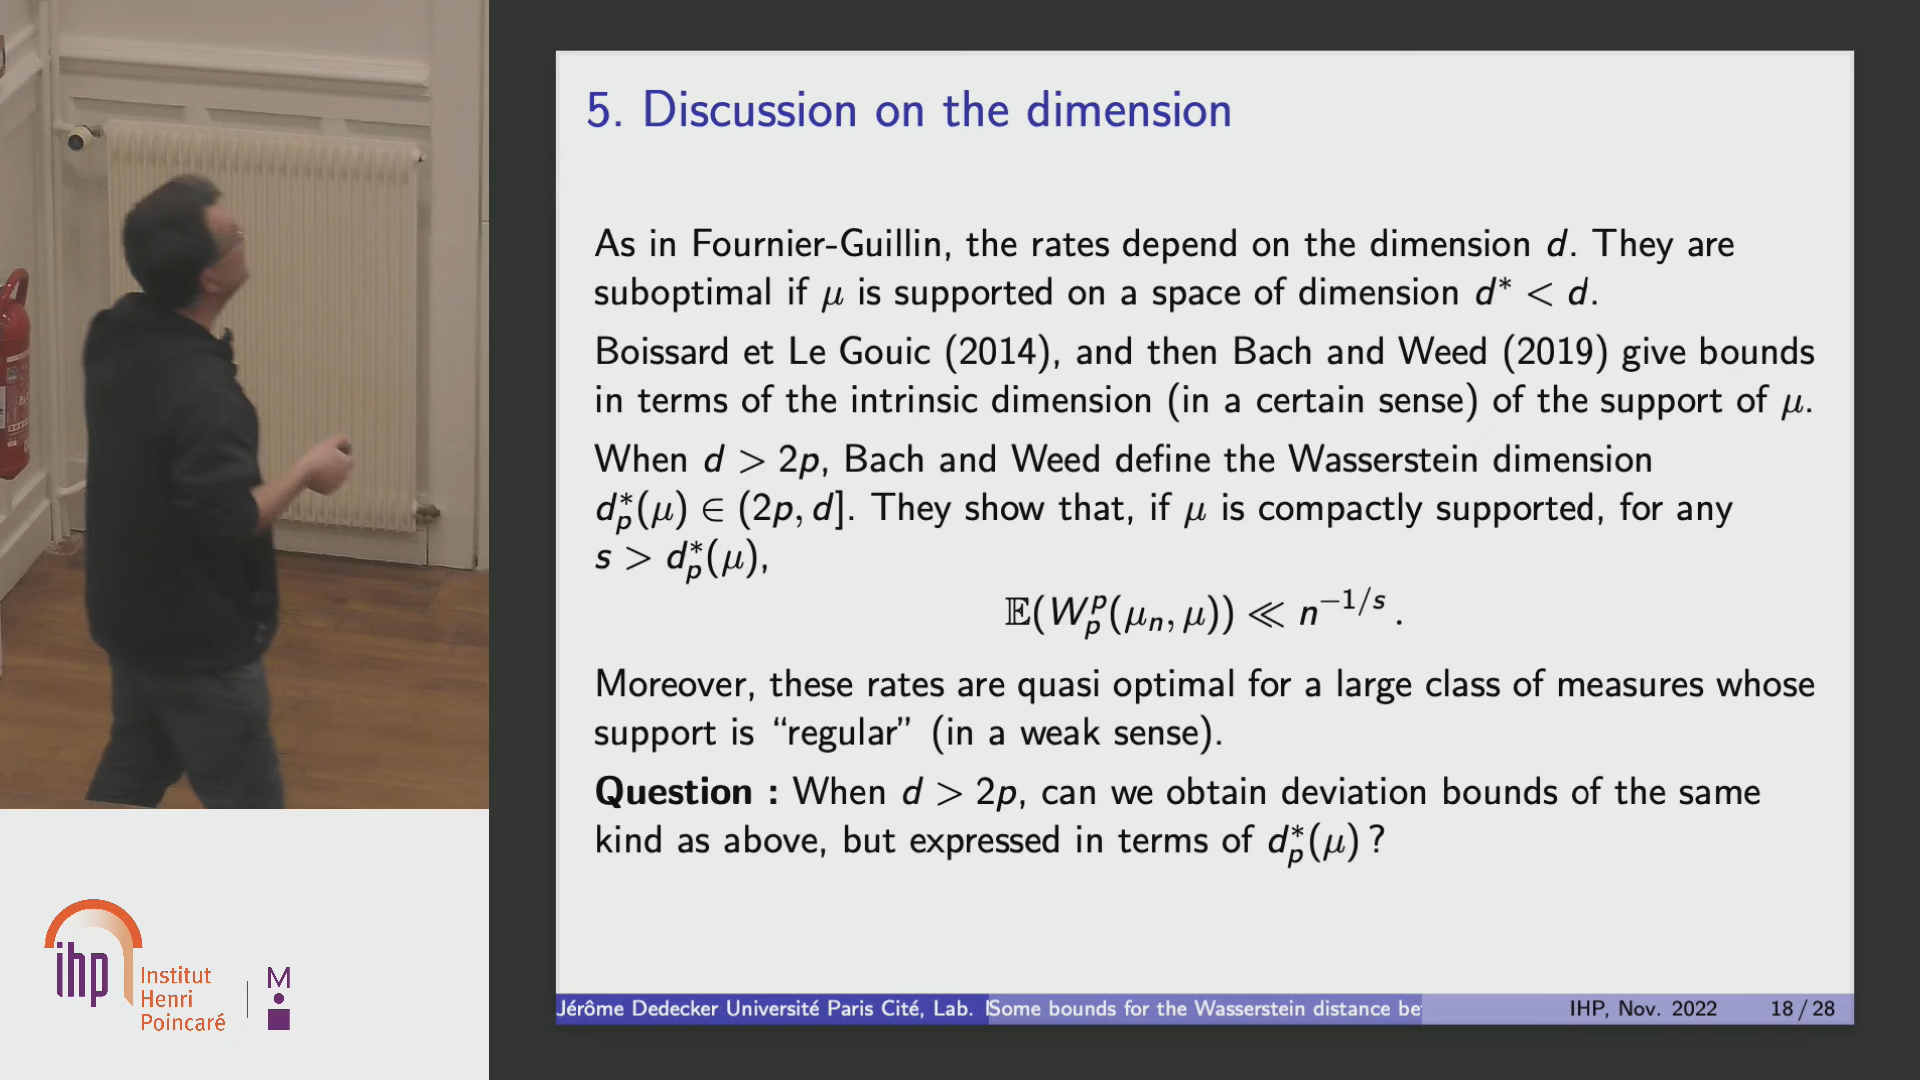 5. Discussion on the dimension
As in Fournier-Guillin, the rates depend on the dimension d. They are
suboptimal if μ is supported on a space of dimension d* < d.
Boissard et Le Gouic (2014), and then Bach and Weed (2019) give bounds
in terms of the intrinsic dimension (in a certain sense) of the support of μ.
When d > 2p, Bach and Weed define the Wasserstein dimension
d*_p(μ) ∈ (2p, d]. They show that, if μ is compactly supported, for any
s > d*_p(μ),
𝔼(W_p^p(μ_n, μ)) ≪ n^{−1/s} .
Moreover, these rates are quasi optimal for a large class of measures whose
support is “regular” (in a weak sense).
Question : When d > 2p, can we obtain deviation bounds of the same
kind as above, but expressed in terms of d*_p(μ) ?
Jérôme Dedecker Université Paris Cité, Lab.
Some bounds for the Wasserstein distance be
IHP, Nov. 2022
18 / 28
ihp
Institut
Henri
Poincaré
M